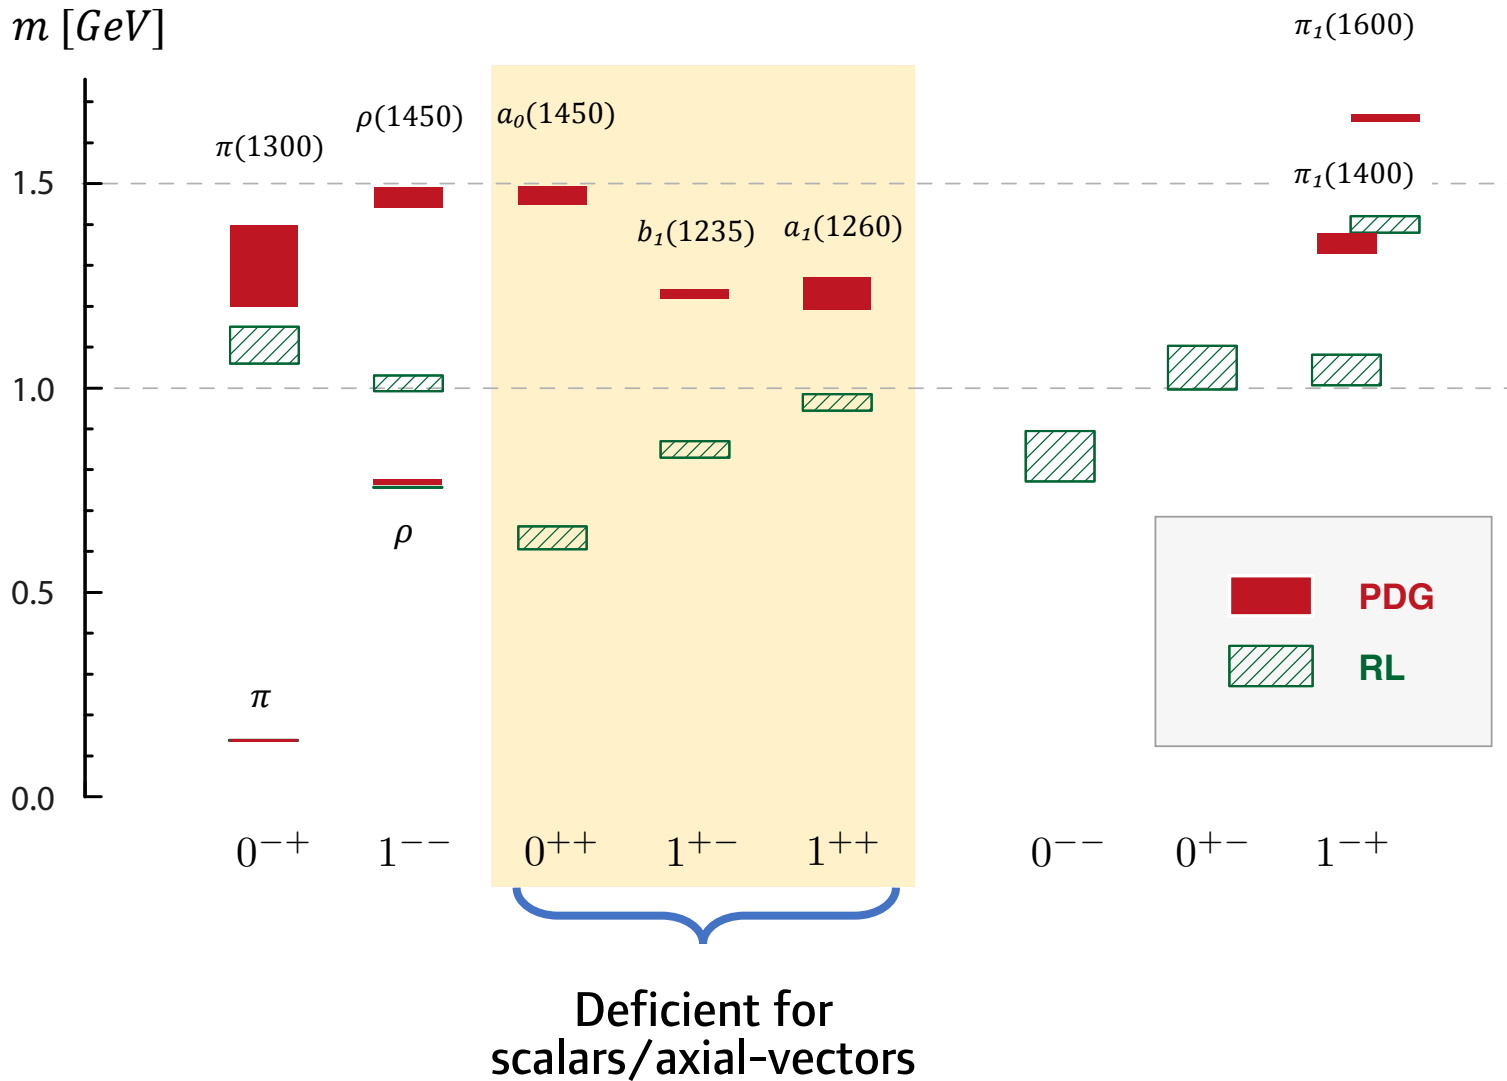 m [GeV]
π₁(1600)
ρ(1450)
a₀(1450)
π(1300)
1.5
π₁(1400)
b₁(1235)
a₁(1260)
1.0
ρ
0.5
PDG
RL
π
0.0
0⁻⁺ 1⁻⁻ 0⁺⁺ 1⁺⁻ 1⁺⁺ 0⁻⁻ 0⁺⁻ 1⁻⁺
Deficient for
scalars/axial-vectors